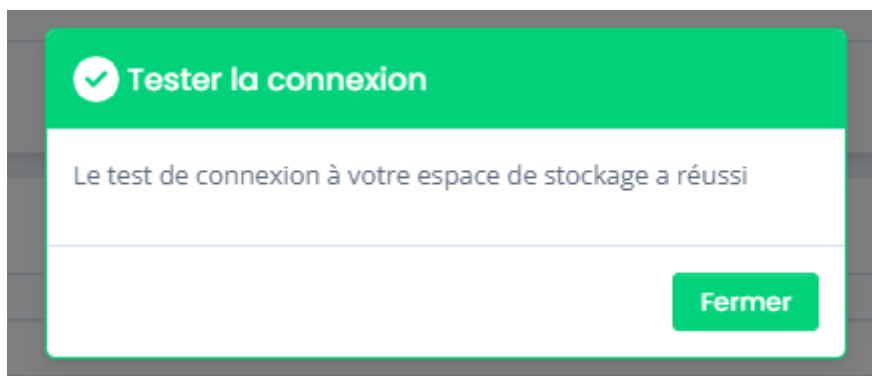 Tester la connexion
Le test de connexion à votre espace de stockage a réussi
Fermer